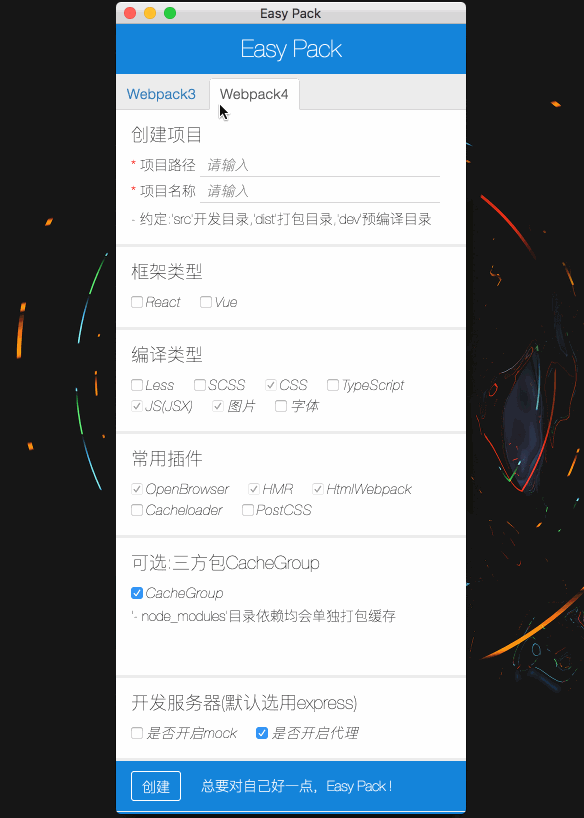 Easy Pack
Easy Pack
Webpack3 Webpack4
创建项目
* 项目路径 请输入
* 项目名称 请输入
- 约定:'src'开发目录,'dist'打包目录,'dev'预编译目录
框架类型
React Vue
编译类型
Less SCSS CSS TypeScript
JS(JSX) 图片 字体
常用插件
OpenBrowser HMR HtmlWebpack
Cacheloader PostCSS
可选:三方包CacheGroup
CacheGroup
'- node_modules'目录依赖均会单独打包缓存
开发服务器(默认选用express)
是否开启mock 是否开启代理
创建 总要对自己好一点，Easy Pack !